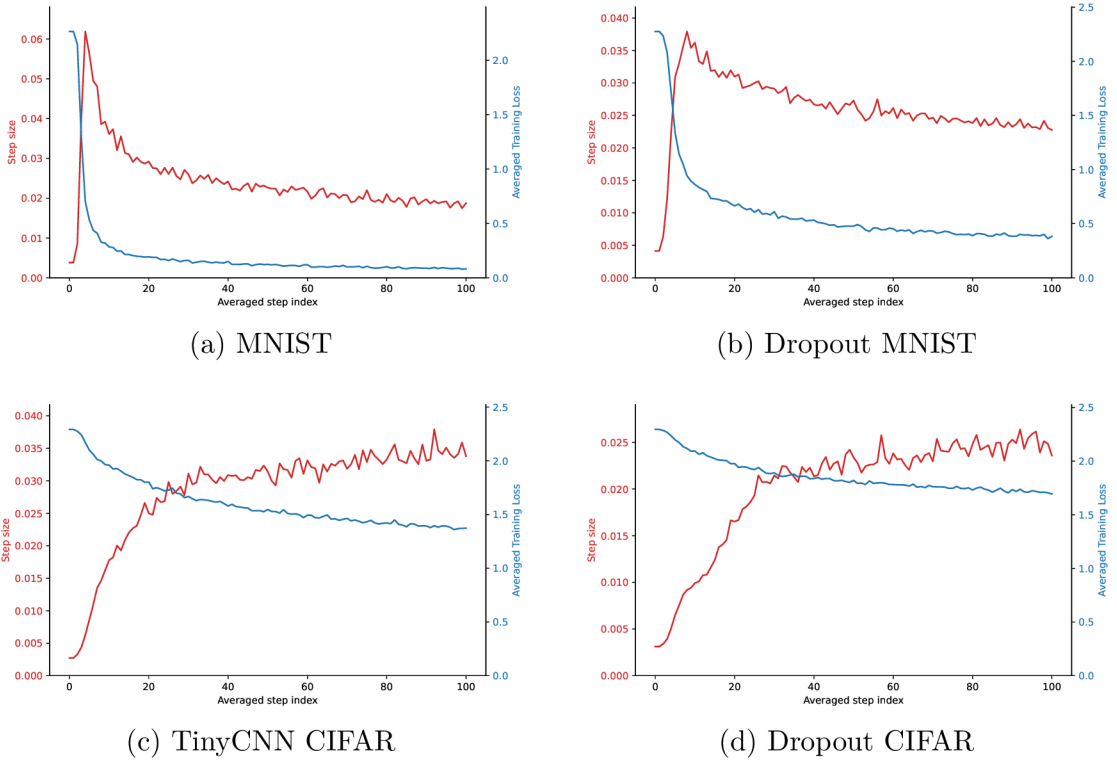 0.06
0.05
0.04
0.03
0.02
0.01
0.00
Step size
2.0
1.5
1.0
0.5
0.0
Averaged Training Loss
0 20 40 60 80 100
Averaged step index
(a) MNIST
0.040
0.035
0.030
0.025
0.020
0.015
0.010
0.005
0.000
Step size
2.5
2.0
1.5
1.0
0.5
0.0
Averaged Training Loss
0 20 40 60 80 100
Averaged step index
(b) Dropout MNIST
0.040
0.035
0.030
0.025
0.020
0.015
0.010
0.005
0.000
Step size
2.5
2.0
1.5
1.0
0.5
0.0
Averaged Training Loss
0 20 40 60 80 100
Averaged step index
(c) TinyCNN CIFAR
0.025
0.020
0.015
0.010
0.005
0.000
Step size
2.5
2.0
1.5
1.0
0.5
0.0
Averaged Training Loss
0 20 40 60 80 100
Averaged step index
(d) Dropout CIFAR